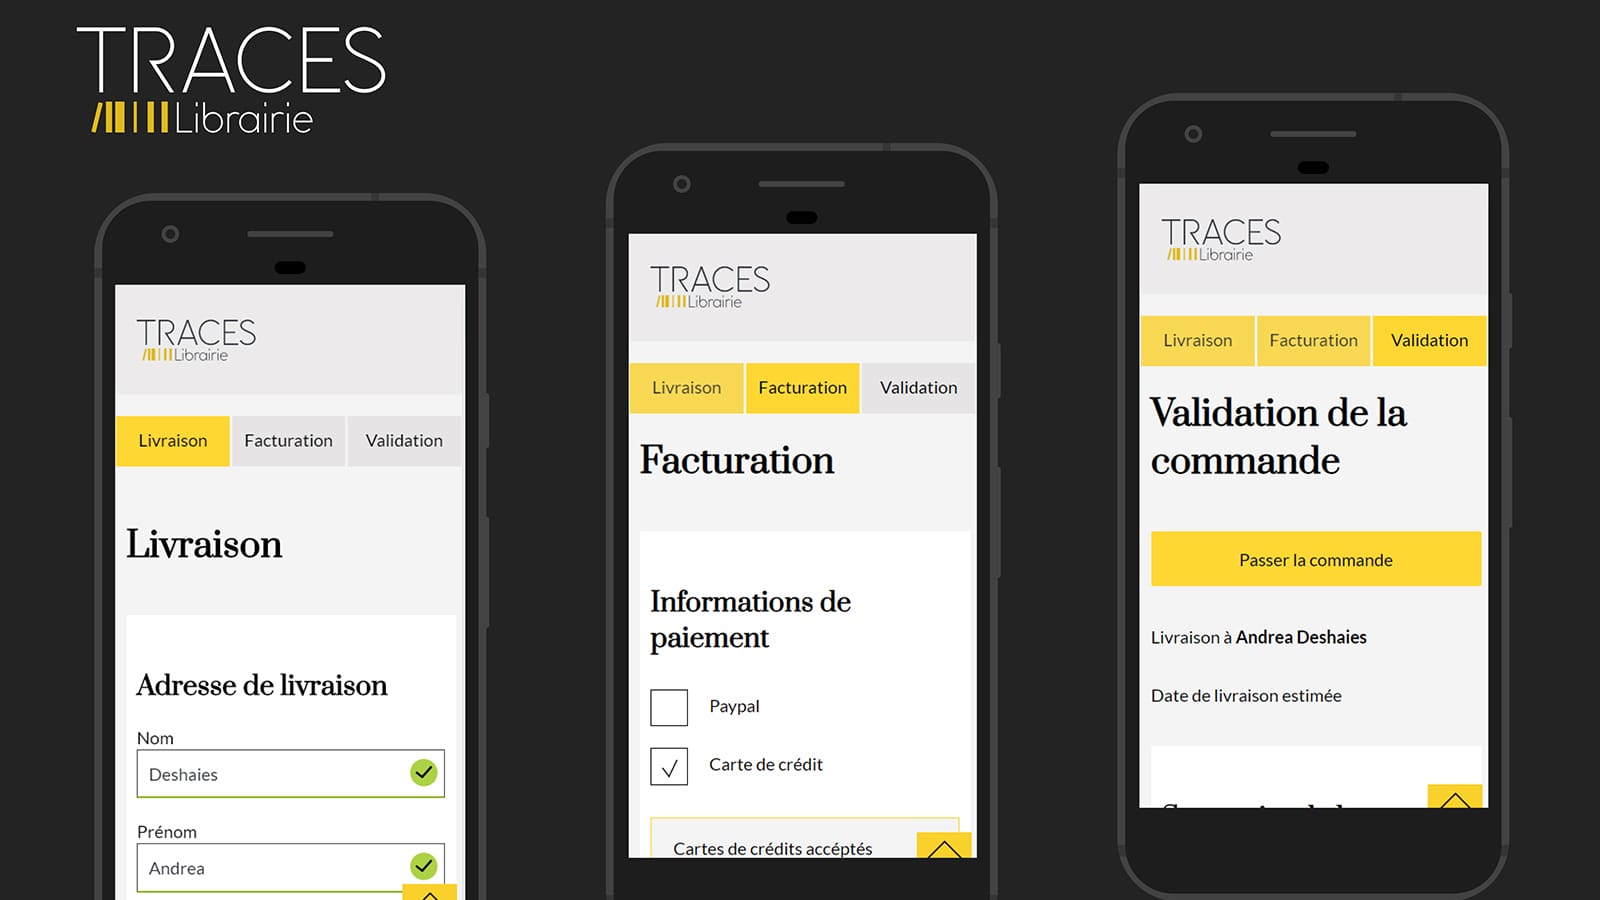 TRACES
Librairie
TRACES
Librairie
Livraison Facturation Validation
Livraison
Adresse de livraison
Nom
Deshaies
Prénom
Andrea
TRACES
Librairie
Livraison Facturation Validation
Facturation
Informations de
paiement
Paypal
Carte de crédit
Cartes de crédits accéptés
TRACES
Librairie
Livraison Facturation Validation
Validation de la
commande
Passer la commande
Livraison à Andrea Deshaies
Date de livraison estimée